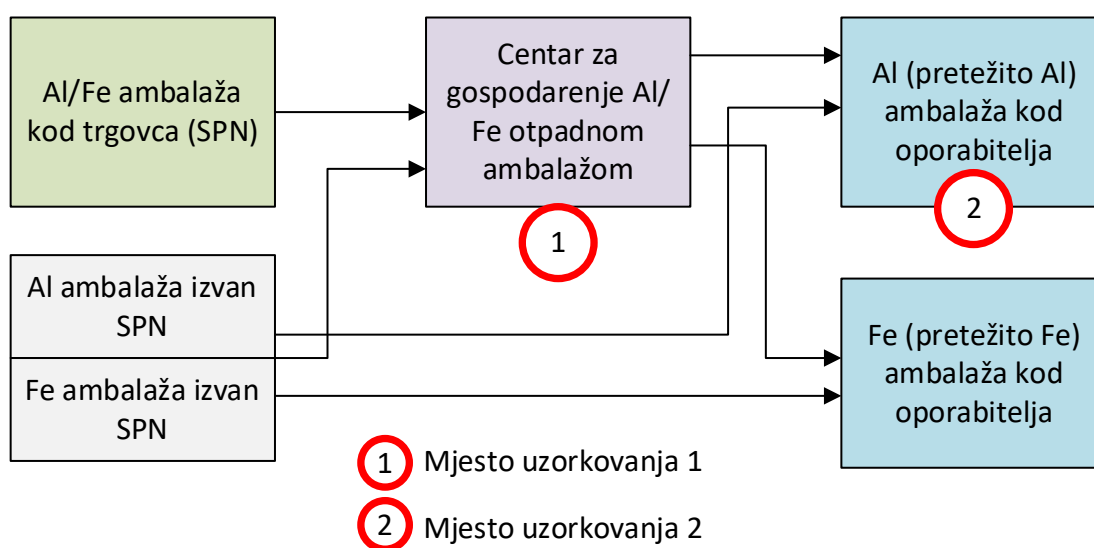 Al/Fe ambalaža
kod trgovca (SPN)
Centar za
gospodarenje Al/
Fe otpadnom
ambalažom
1
Al (pretežito Al)
ambalaža kod
oporabitelja
2
Al ambalaža izvan
SPN
Fe ambalaža izvan
SPN
Fe (pretežito Fe)
ambalaža kod
oporabitelja
1 Mjesto uzorkovanja 1
2 Mjesto uzorkovanja 2